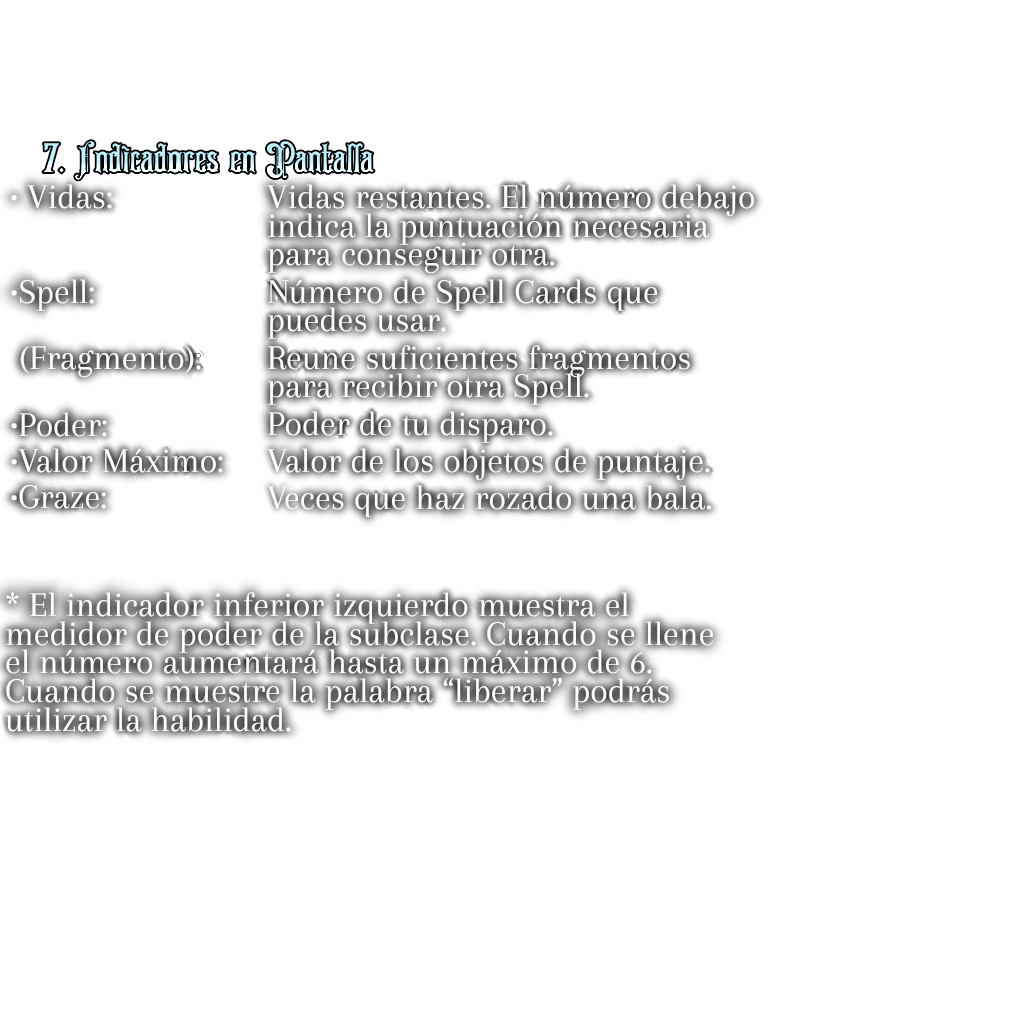 7. Indicadores en Pantalla
• Vidas: Vidas restantes. El número debajo
indica la puntuación necesaria
para conseguir otra.
•Spell: Número de Spell Cards que
puedes usar.
(Fragmento): Reune suficientes fragmentos
para recibir otra Spell.
•Poder: Poder de tu disparo.
•Valor Máximo: Valor de los objetos de puntaje.
•Graze: Veces que haz rozado una bala.
* El indicador inferior izquierdo muestra el
medidor de poder de la subclase. Cuando se llene
el número aumentará hasta un máximo de 6.
Cuando se muestre la palabra “liberar” podrás
utilizar la habilidad.